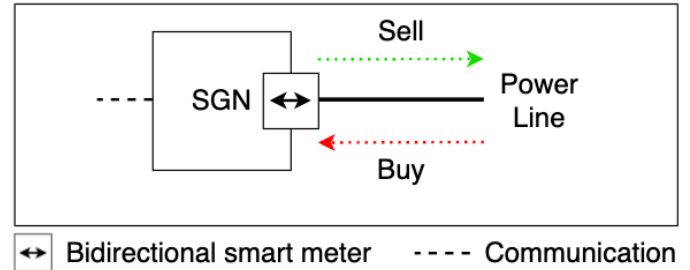 Sell
SGN
Power
Line
Buy
Bidirectional smart meter
Communication